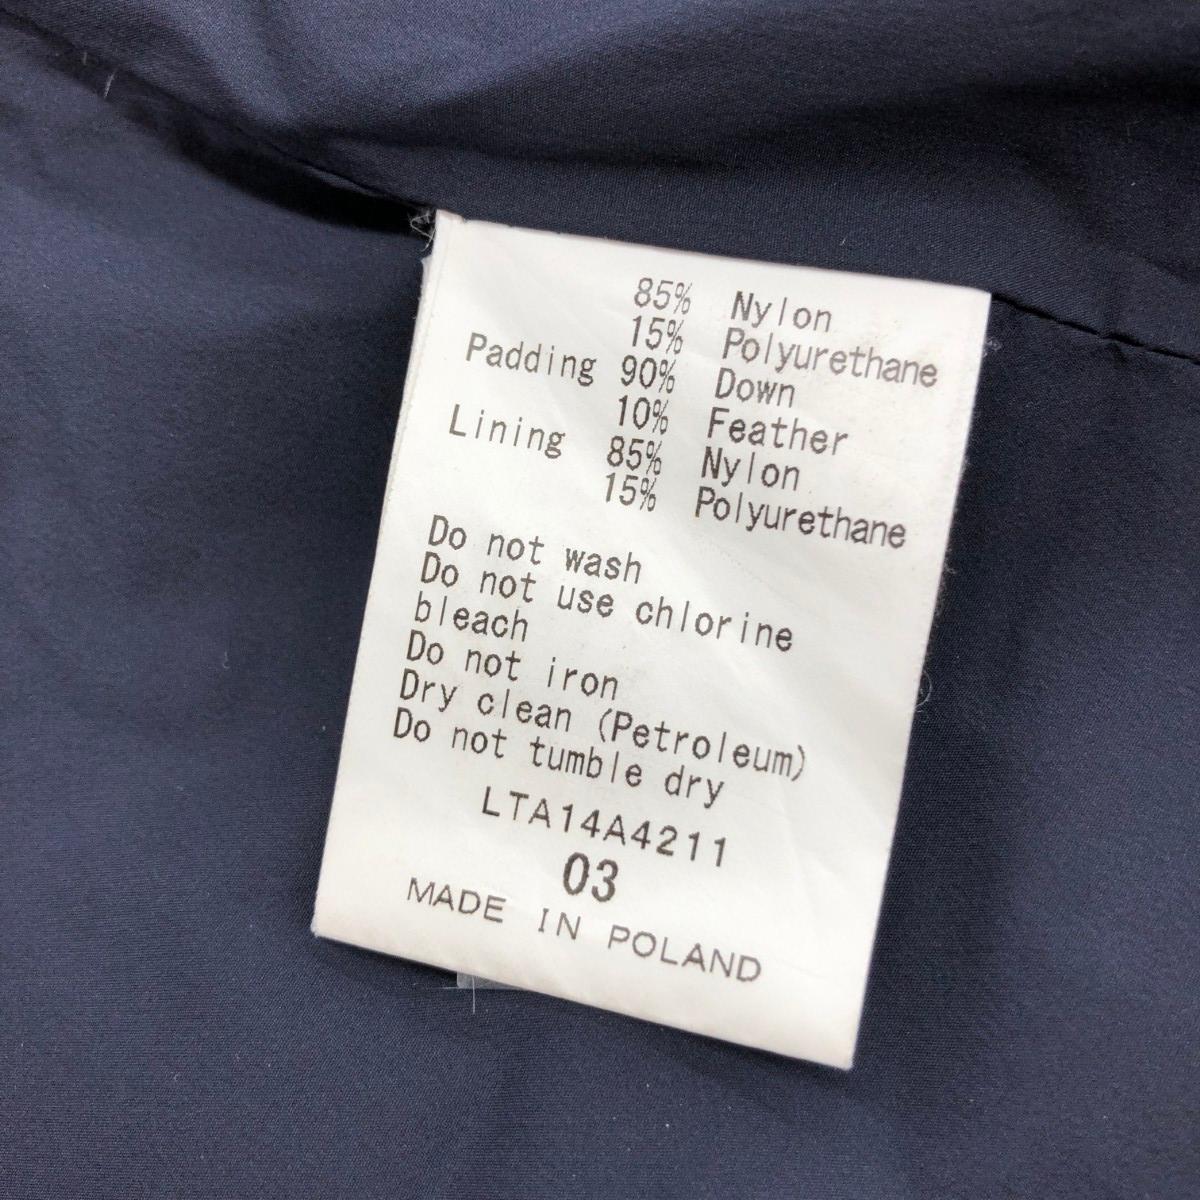 85% Nylon
15% Polyurethane
Padding 90% Down
10% Feather
Lining 85% Nylon
15% Polyurethane
Do not wash
Do not use chlorine
bleach
Do not iron
Dry clean (Petroleum)
Do not tumble dry
LTA14A4211
03
MADE IN POLAND